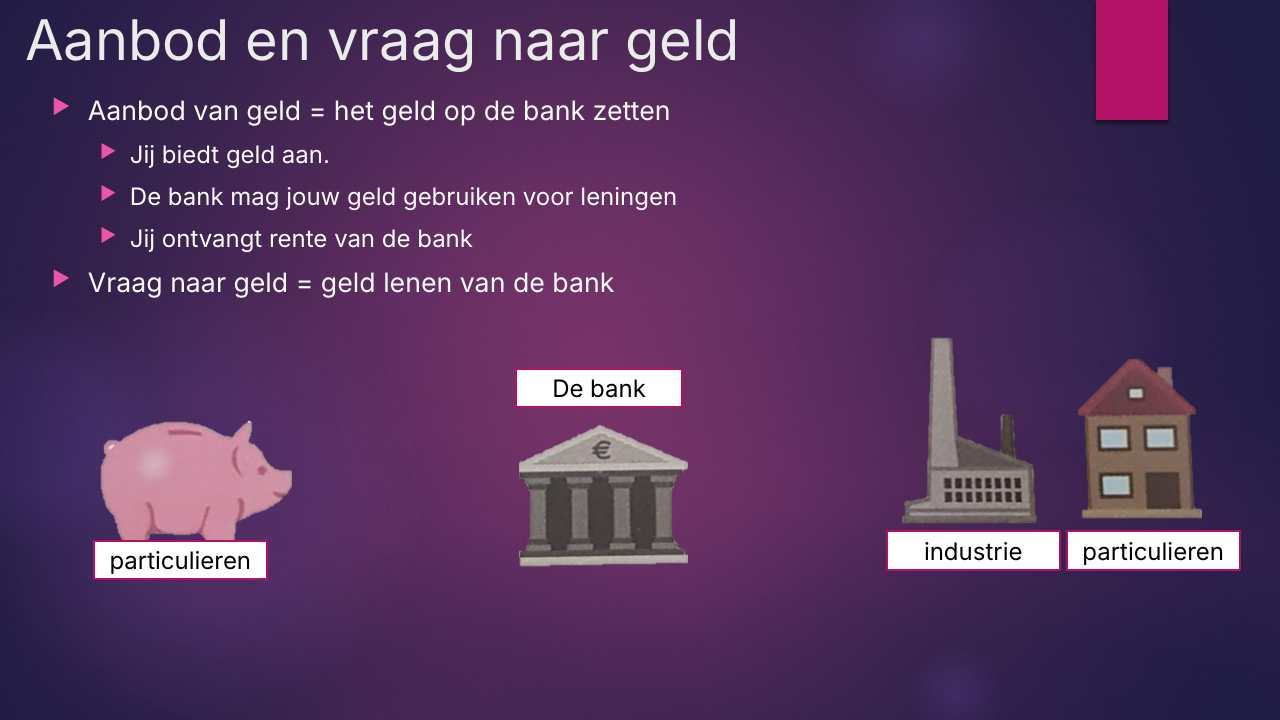 Aanbod en vraag naar geld
Aanbod van geld = het geld op de bank zetten
Jij biedt geld aan.
De bank mag jouw geld gebruiken voor leningen
Jij ontvangt rente van de bank
Vraag naar geld = geld lenen van de bank
De bank
€
particulieren
industrie
particulieren